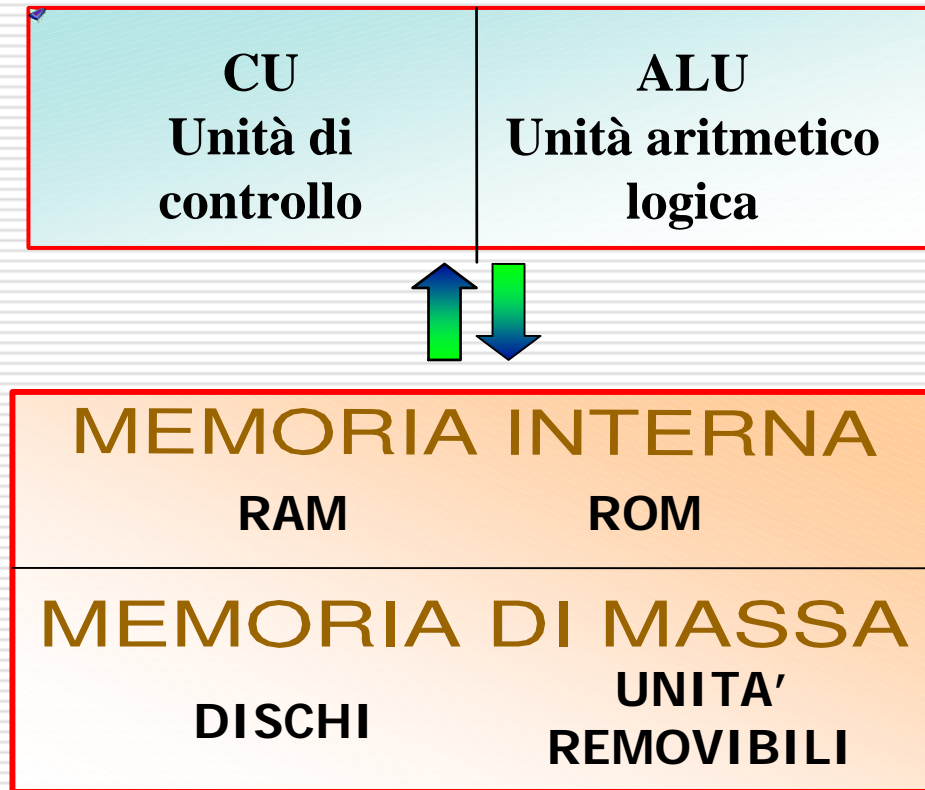 CU
Unità di
controllo
ALU
Unità aritmetico
logica
MEMORIA INTERNA
RAM ROM
MEMORIA DI MASSA
DISCHI
UNITA’
REMOVIBILI